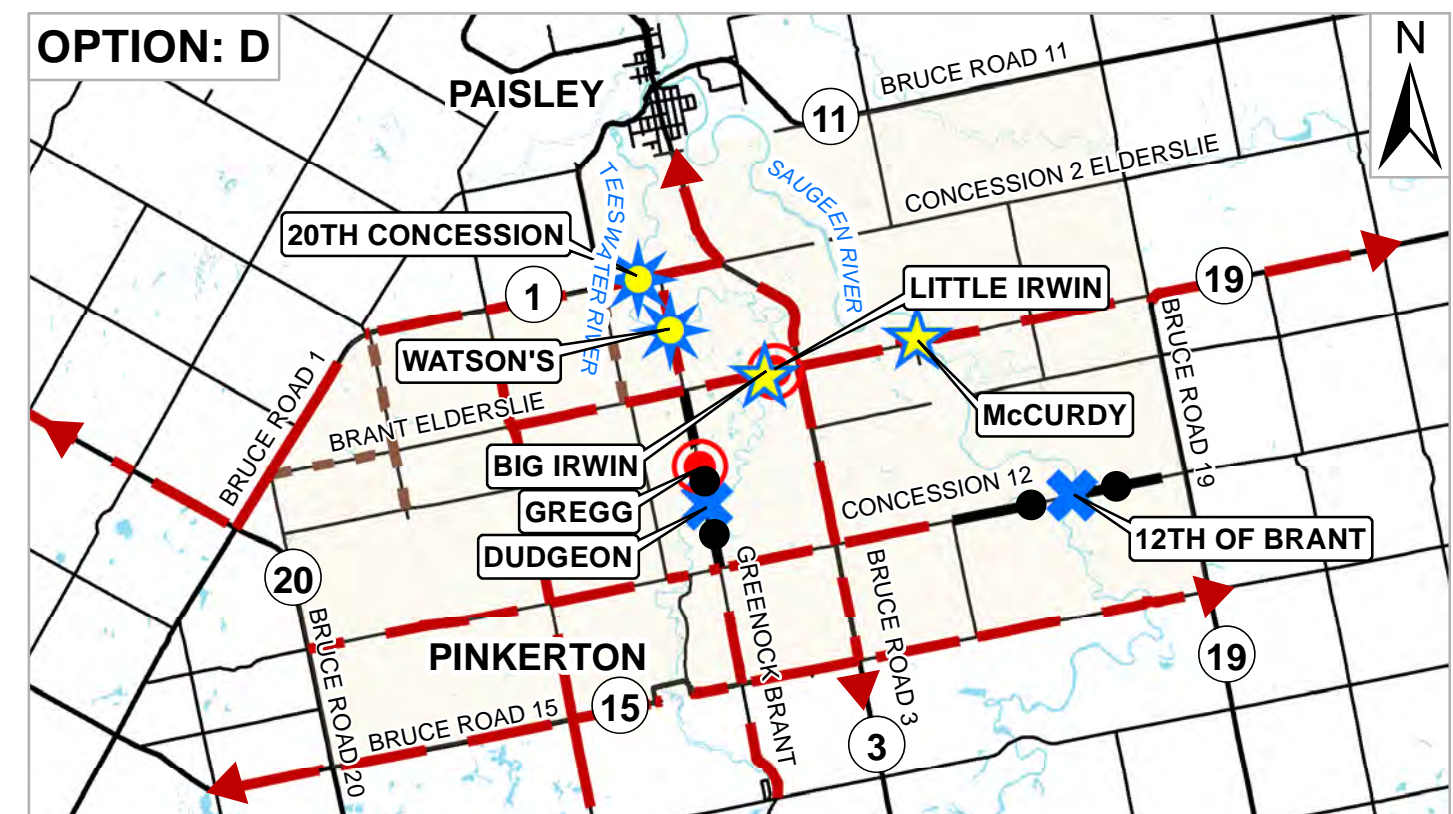 OPTION: D
N
PAISLEY
BRUCE ROAD 11
11
CONCESSION 2 ELDERSLIE
TEESWATER RIVER
SAUGEEN RIVER
20TH CONCESSION
1
19
LITTLE IRWIN
WATSON'S
BRUCE ROAD 1
BRUCE ROAD 19
BRANT ELDERSLIE
McCURDY
BIG IRWIN
GREGG
CONCESSION 12
DUDGEON
12TH OF BRANT
20
GREENOCK BRANT
BRUCE ROAD 3
BRUCE ROAD 20
PINKERTON
19
15
BRUCE ROAD 15
3